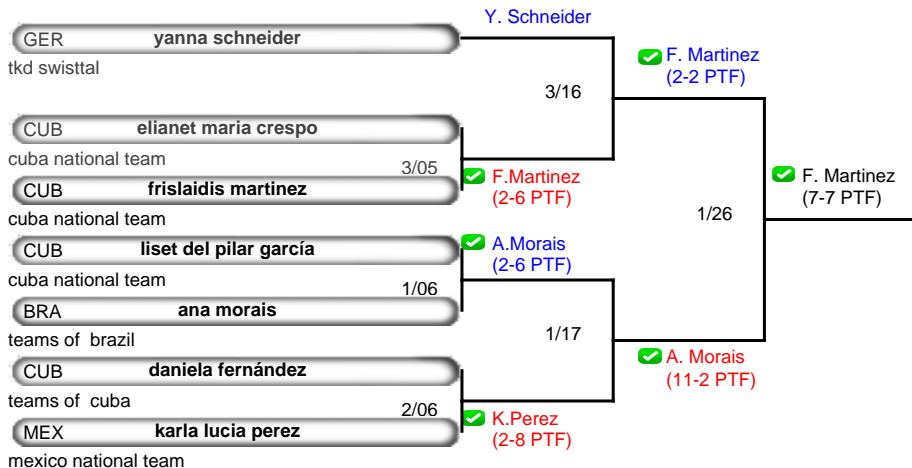 Y. Schneider
GER yanna schneider
tkd swisttal
F. Martinez
(2-2 PTF)
3/16
CUB elianet maria crespo
cuba national team
3/05
F.Martinez
(2-6 PTF)
CUB frislaidis martinez
cuba national team
F. Martinez
(7-7 PTF)
1/26
CUB liset del pilar garcía
cuba national team
A.Morais
(2-6 PTF)
1/06
BRA ana morais
teams of brazil
1/17
A. Morais
(11-2 PTF)
CUB daniela fernández
teams of cuba
2/06
K.Perez
(2-8 PTF)
MEX karla lucia perez
mexico national team